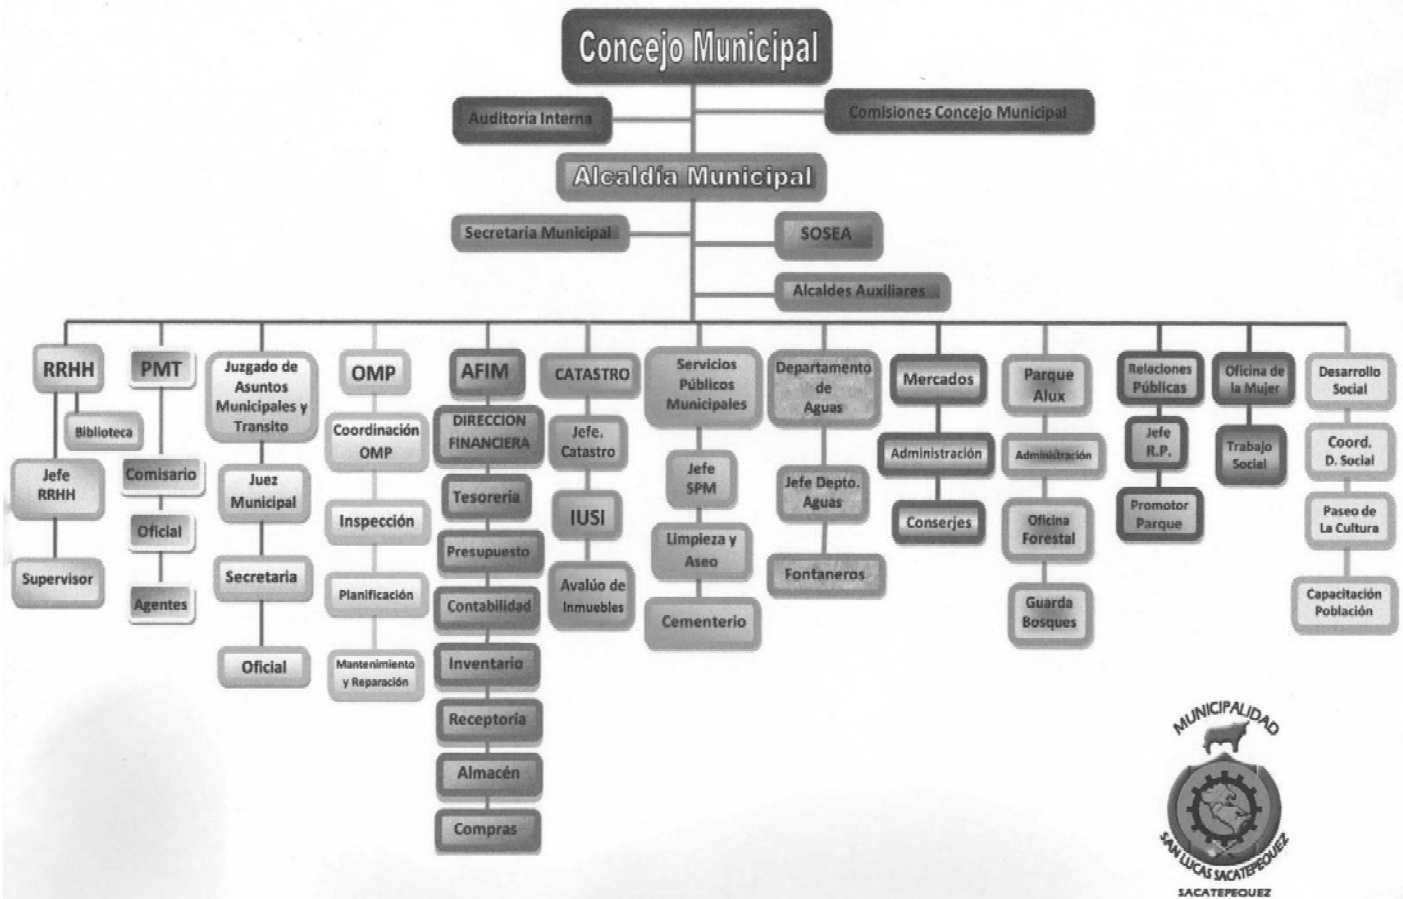 Concejo Municipal
Auditoría Interna
Comisiones Concejo Municipal
Alcaldía Municipal
Secretaría Municipal
SOSEA
Alcaldes Auxiliares
RRHH
Biblioteca
Jefe
RRHH
Supervisor
PMT
Comisario
Oficial
Agentes
Juzgado de
Asuntos
Municipales y
Transito
Juez
Municipal
Secretaria
Oficial
OMP
Coordinación
OMP
Inspección
Planificación
Mantenimiento
y Reparación
AFIM
DIRECCION
FINANCIERA
Tesorería
Presupuesto
Contabilidad
Inventario
Receptoría
Almacén
Compras
CATASTRO
Jefe.
Catastro
IUSI
Avalúo de
Inmuebles
Servicios
Públicos
Municipales
Jefe
SPM
Limpieza y
Aseo
Cementerio
Departamento
de
Aguas
Jefe Depto.
Aguas
Fontaneros
Mercados
Administración
Conserjes
Parque
Alux
Administración
Oficina
Forestal
Guarda
Bosques
Relaciones
Públicas
Jefe
R.P.
Promotor
Parque
Oficina de
la Mujer
Trabajo
Social
Desarrollo
Social
Coord.
D. Social
Paseo de
La Cultura
Capacitación
Población
MUNICIPALIDAD
SAN LUCAS SACATEPEQUEZ
SACATEPEQUEZ